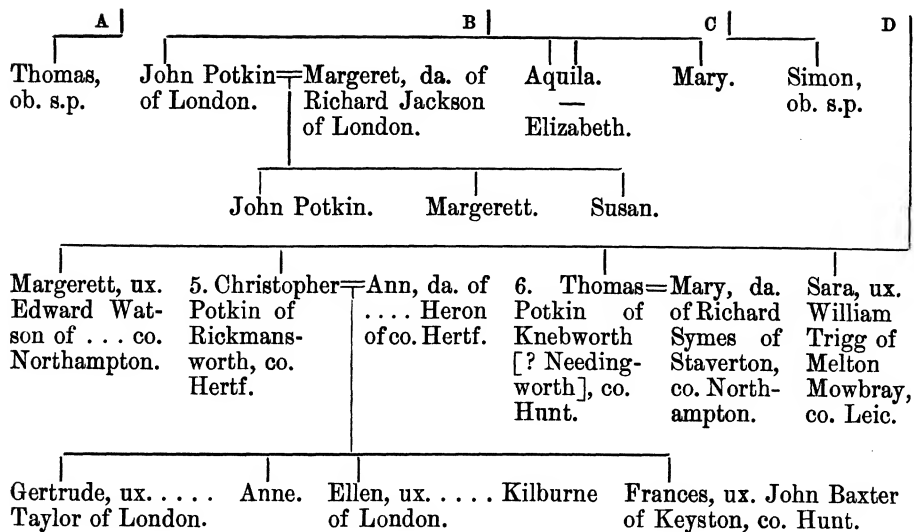 A B C D
Thomas, John Potkin=Margeret, da. of Aquila. Mary. Simon,
ob. s.p. of London. Richard Jackson — ob. s.p.
of London. Elizabeth.
John Potkin. Margerett. Susan.
Margerett, ux. 5. Christopher=Ann, da. of 6. Thomas=Mary, da. Sara, ux.
Edward Wat- Potkin of .... Heron Potkin of of Richard William
son of ... co. Rickmans- of co. Hertf. Knebworth Symes of Trigg of
Northampton. worth, co. [? Needing- Staverton, Melton
Hertf. worth], co. co. North- Mowbray,
Hunt. ampton. co. Leic.
Gertrude, ux. .... Anne. Ellen, ux. .... Kilburne Frances, ux. John Baxter
Taylor of London. of London. of Keyston, co. Hunt.